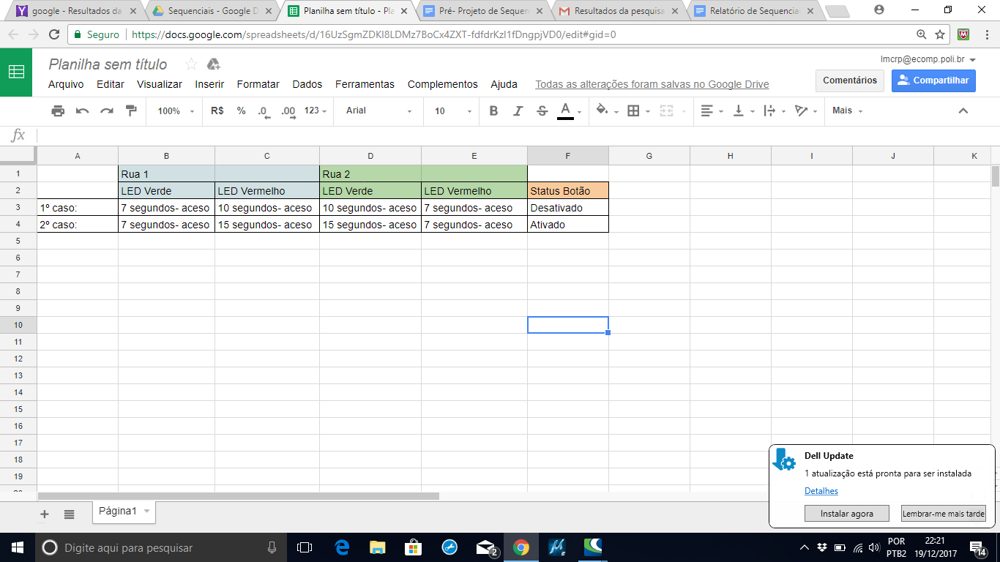 google - Resultados da
Sequenciais - Google D
Planilha sem título - Pla
Pré- Projeto de Sequen
Resultados da pesquisa
Relatório de Sequencia
Seguro
https://docs.google.com/spreadsheets/d/16UzSgmZDKl8LDMz7BoCx4ZXT-fdfdrKzI1fDngpjVD0/edit#gid=0
Planilha sem título
lmcrp@ecomp.poli.br
Arquivo Editar Visualizar Inserir Formatar Dados Ferramentas Complementos Ajuda
Todas as alterações foram salvas no Google Drive
Comentários
Compartilhar
100% R$ % .0 .00 123 Arial 10 B I S A Mais
fx
A B C D E F G H I J K
1 Rua 1 Rua 2
2 LED Verde LED Vermelho LED Verde LED Vermelho Status Botão
3 1º caso: 7 segundos- aceso 10 segundos- aceso 10 segundos- aceso 7 segundos- aceso Desativado
4 2º caso: 7 segundos- aceso 15 segundos- aceso 15 segundos- aceso 7 segundos- aceso Ativado
5
6
7
8
9
10
11
12
13
14
15
16
17
18
19
Dell Update
1 atualização está pronta para ser instalada
Detalhes
Instalar agora
Lembrar-me mais tarde
Página1
Digite aqui para pesquisar
2
POR
PTB2
22:21
19/12/2017
14